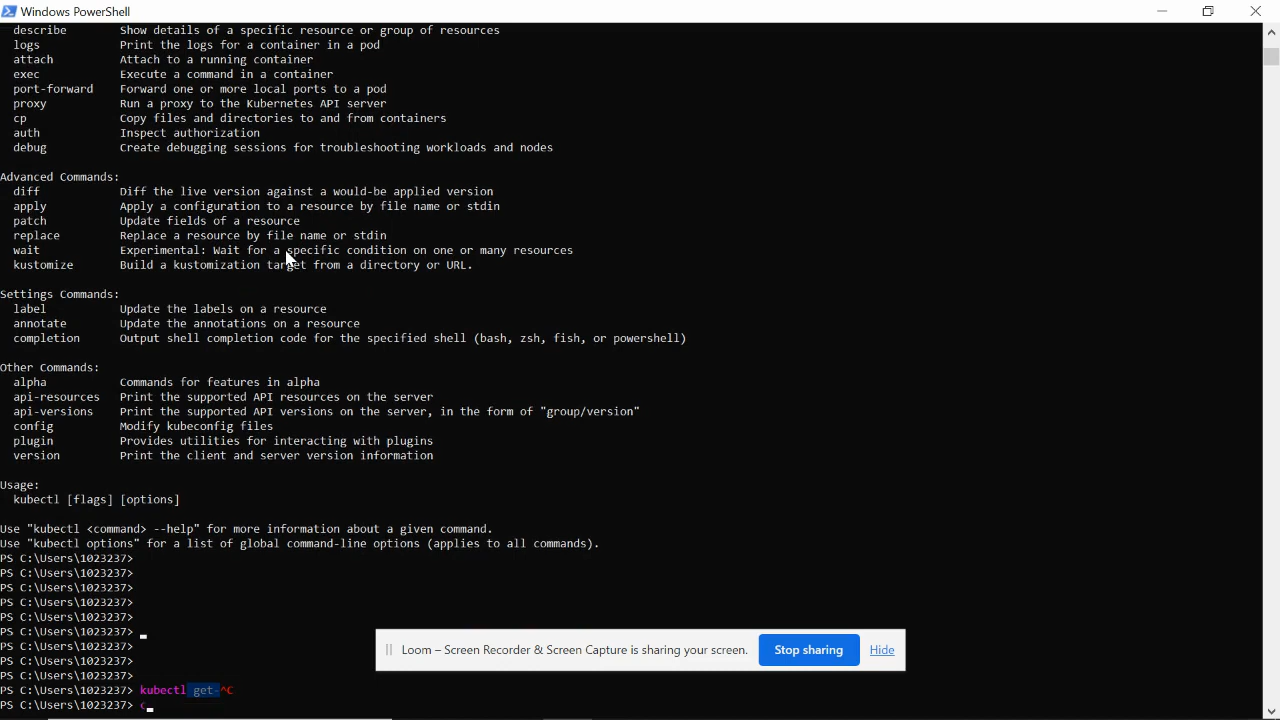 Windows PowerShell
describe Show details of a specific resource or group of resources
logs Print the logs for a container in a pod
attach Attach to a running container
exec Execute a command in a container
port-forward Forward one or more local ports to a pod
proxy Run a proxy to the Kubernetes API server
cp Copy files and directories to and from containers
auth Inspect authorization
debug Create debugging sessions for troubleshooting workloads and nodes
Advanced Commands:
diff Diff the live version against a would-be applied version
apply Apply a configuration to a resource by file name or stdin
patch Update fields of a resource
replace Replace a resource by file name or stdin
wait Experimental: Wait for a specific condition on one or many resources
kustomize Build a kustomization target from a directory or URL.
Settings Commands:
label Update the labels on a resource
annotate Update the annotations on a resource
completion Output shell completion code for the specified shell (bash, zsh, fish, or powershell)
Other Commands:
alpha Commands for features in alpha
api-resources Print the supported API resources on the server
api-versions Print the supported API versions on the server, in the form of "group/version"
config Modify kubeconfig files
plugin Provides utilities for interacting with plugins
version Print the client and server version information
Usage:
kubectl [flags] [options]
Use "kubectl <command> --help" for more information about a given command.
Use "kubectl options" for a list of global command-line options (applies to all commands).
PS C:\Users\1023237>
PS C:\Users\1023237>
PS C:\Users\1023237>
PS C:\Users\1023237>
PS C:\Users\1023237>
PS C:\Users\1023237>
PS C:\Users\1023237>
PS C:\Users\1023237>
PS C:\Users\1023237>
Loom – Screen Recorder & Screen Capture is sharing your screen. Stop sharing Hide
PS C:\Users\1023237> kubectl get-^C
PS C:\Users\1023237> c